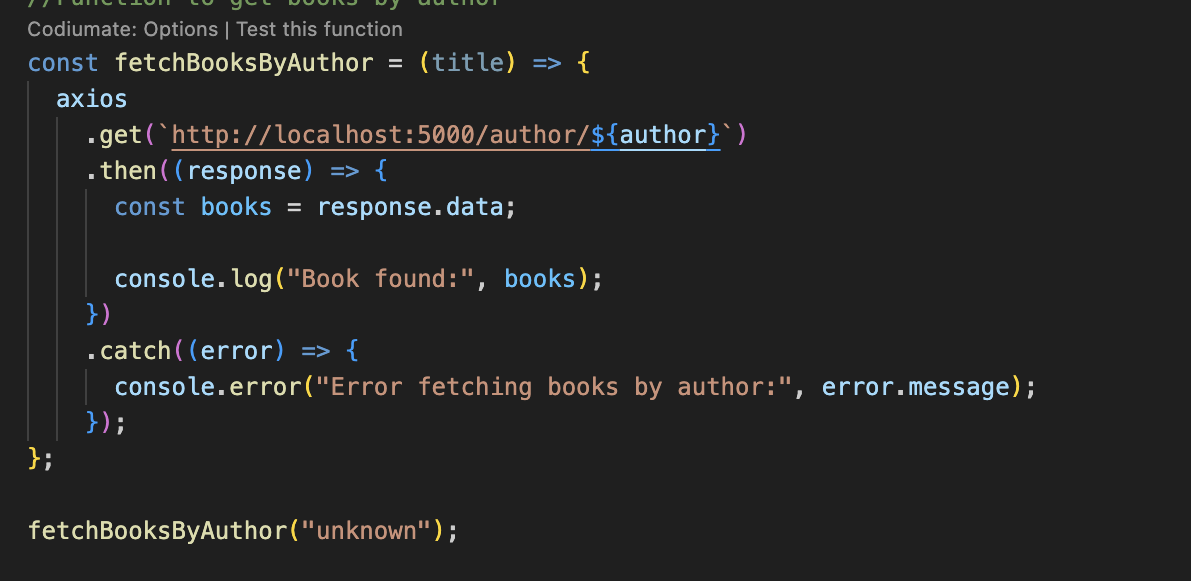 //Function to get books by author
Codiumate: Options | Test this function
const fetchBooksByAuthor = (title) => {
  axios
    .get(`http://localhost:5000/author/${author}`)
    .then((response) => {
      const books = response.data;

      console.log("Book found:", books);
    })
    .catch((error) => {
      console.error("Error fetching books by author:", error.message);
    });
};

fetchBooksByAuthor("unknown");